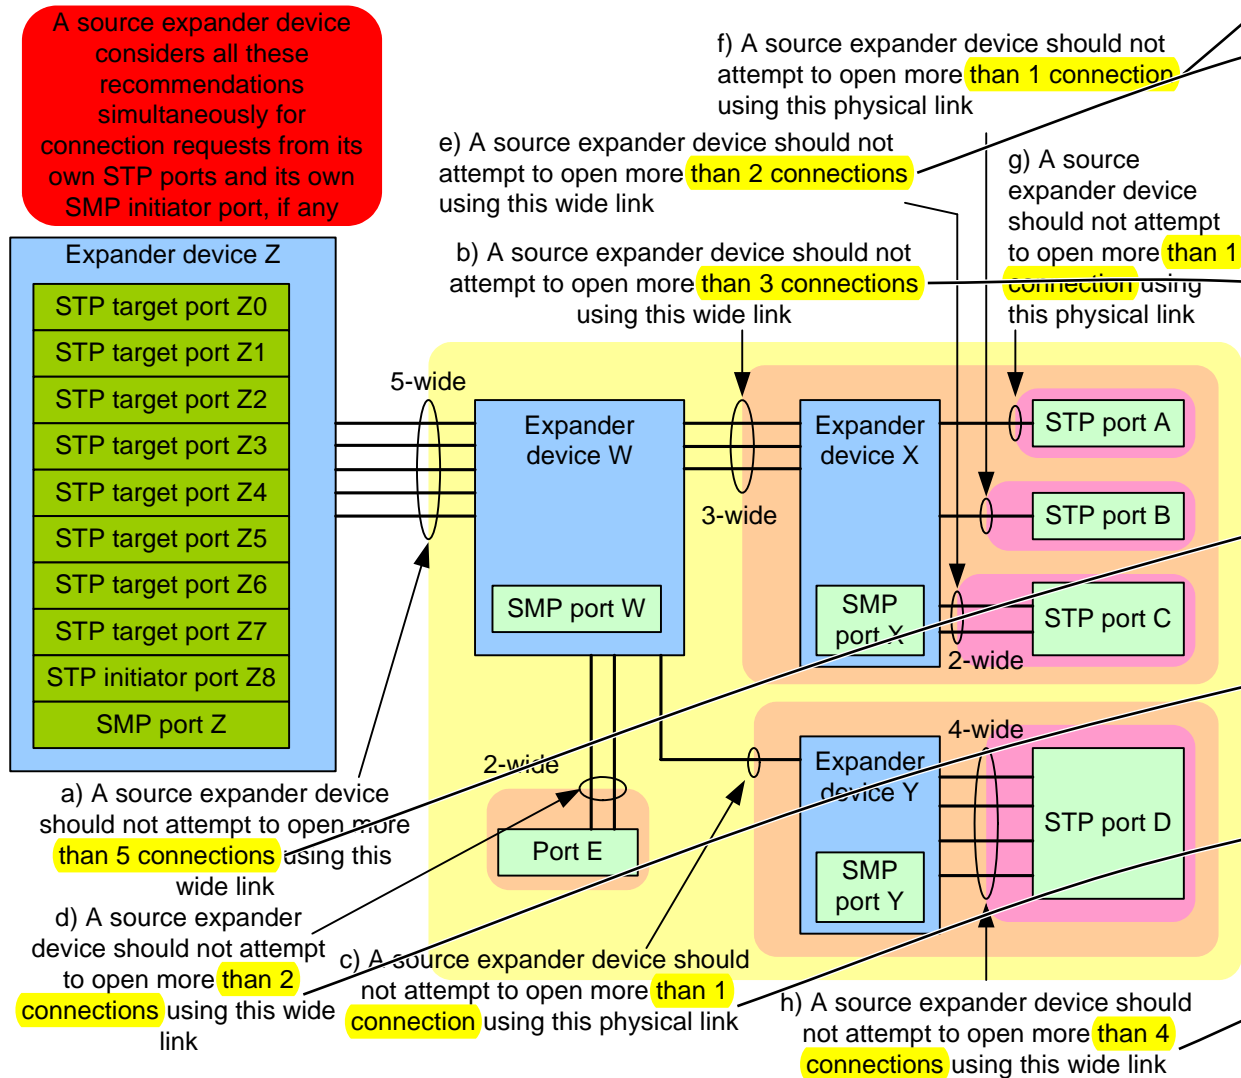 A source expander device
considers all these
recommendations
simultaneously for
connection requests from its
own STP ports and its own
SMP initiator port, if any
f) A source expander device should not
attempt to open more than 1 connection
using this physical link
e) A source expander device should not
attempt to open more than 2 connections
using this wide link
g) A source
expander device
should not attempt
to open more than 1
connection using
this physical link
b) A source expander device should not
attempt to open more than 3 connections
using this wide link
Expander device Z
STP target port Z0
STP target port Z1
STP target port Z2
STP target port Z3
STP target port Z4
STP target port Z5
STP target port Z6
STP target port Z7
STP initiator port Z8
SMP port Z
5-wide
Expander
device W
SMP port W
3-wide
Expander
device X
SMP
port X
STP port A
STP port B
STP port C
2-wide
2-wide
Port E
4-wide
Expander
device Y
SMP
port Y
STP port D
a) A source expander device
should not attempt to open more
than 5 connections using this
wide link
d) A source expander
device should not attempt
to open more than 2
connections using this wide
link
c) A source expander device should
not attempt to open more than 1
connection using this physical link
h) A source expander device should
not attempt to open more than 4
connections using this wide link